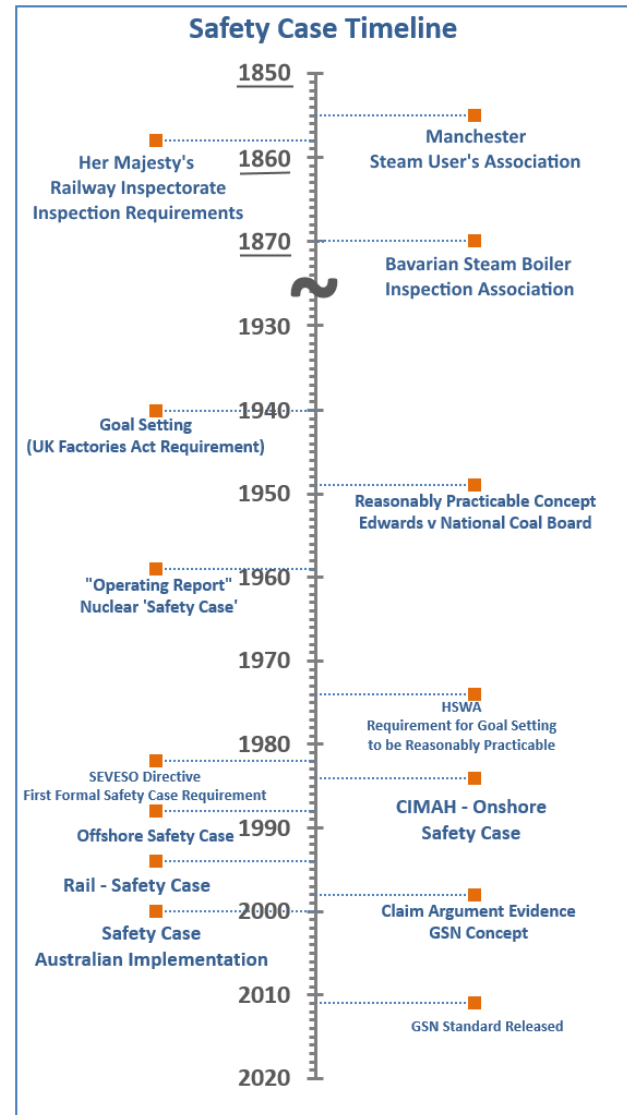 Safety Case Timeline
1850
Manchester
Steam User's Association
Her Majesty's
Railway Inspectorate
Inspection Requirements
1860
1870
Bavarian Steam Boiler
Inspection Association
1930
1940
Goal Setting
(UK Factories Act Requirement)
1950
Reasonably Practicable Concept
Edwards v National Coal Board
"Operating Report"
Nuclear 'Safety Case'
1960
1970
HSWA
Requirement for Goal Setting
to be Reasonably Practicable
1980
SEVESO Directive
First Formal Safety Case Requirement
CIMAH - Onshore
Safety Case
Offshore Safety Case
1990
Rail - Safety Case
Claim Argument Evidence
GSN Concept
2000
Safety Case
Australian Implementation
2010
GSN Standard Released
2020